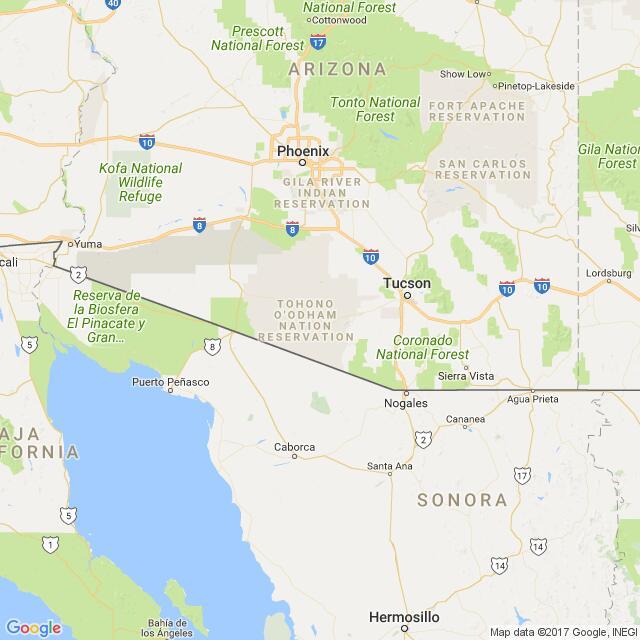 40
National Forest
Cottonwood
Prescott
National Forest
17
ARIZONA
Show Low
Pinetop-Lakeside
Tonto National
Forest
FORT APACHE
RESERVATION
10
Phoenix
Gila National
Forest
Kofa National
Wildlife
Refuge
SAN CARLOS
RESERVATION
GILA RIVER
INDIAN
RESERVATION
8
8
Yuma
10
cali
2
Lordsburg
Tucson
10
10
Reserva de
la Biosfera
El Pinacate y
Gran...
TOHONO
O'ODHAM
NATION
RESERVATION
5
8
Coronado
National Forest
Sierra Vista
Puerto Peñasco
Nogales
Agua Prieta
Cananea
AJA
FORNIA
2
Caborca
Santa Ana
17
SONORA
5
1
14
14
Bahía de
los Ángeles
Hermosillo
Google
Map data ©2017 Google, INEGI